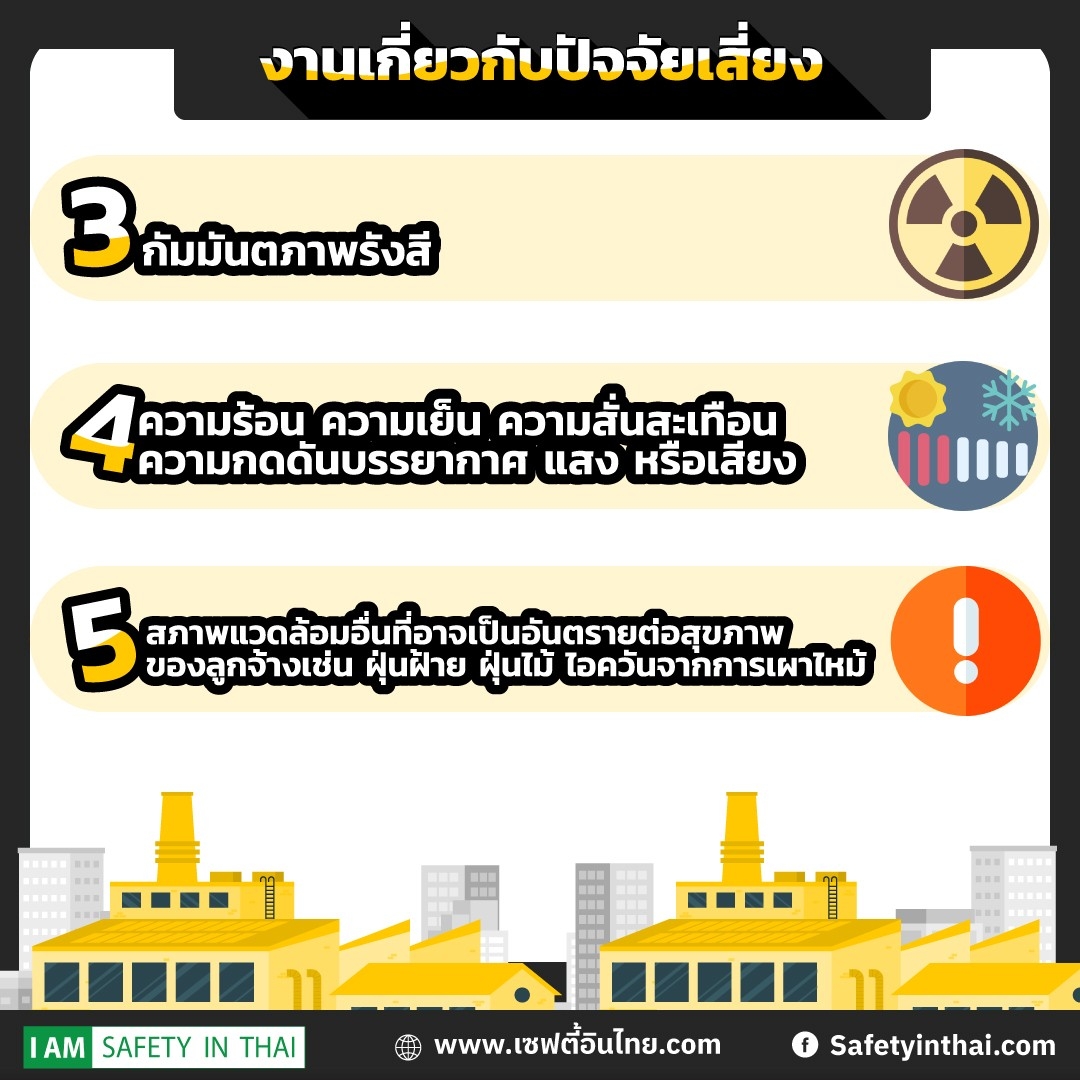 งานเกี่ยวกับปัจจัยเสี่ยง
3 กัมมันตภาพรังสี
4 ความร้อน ความเย็น ความสั่นสะเทือน
ความกดดันบรรยากาศ แสง หรือเสียง
5 สภาพแวดล้อมอื่นที่อาจเป็นอันตรายต่อสุขภาพ
ของลูกจ้างเช่น ฝุ่นฝ้าย ฝุ่นไม้ ไอควันจากการเผาไหม้
I AM SAFETY IN THAI
www.เซฟตี้อินไทย.com
Safetyinthai.com